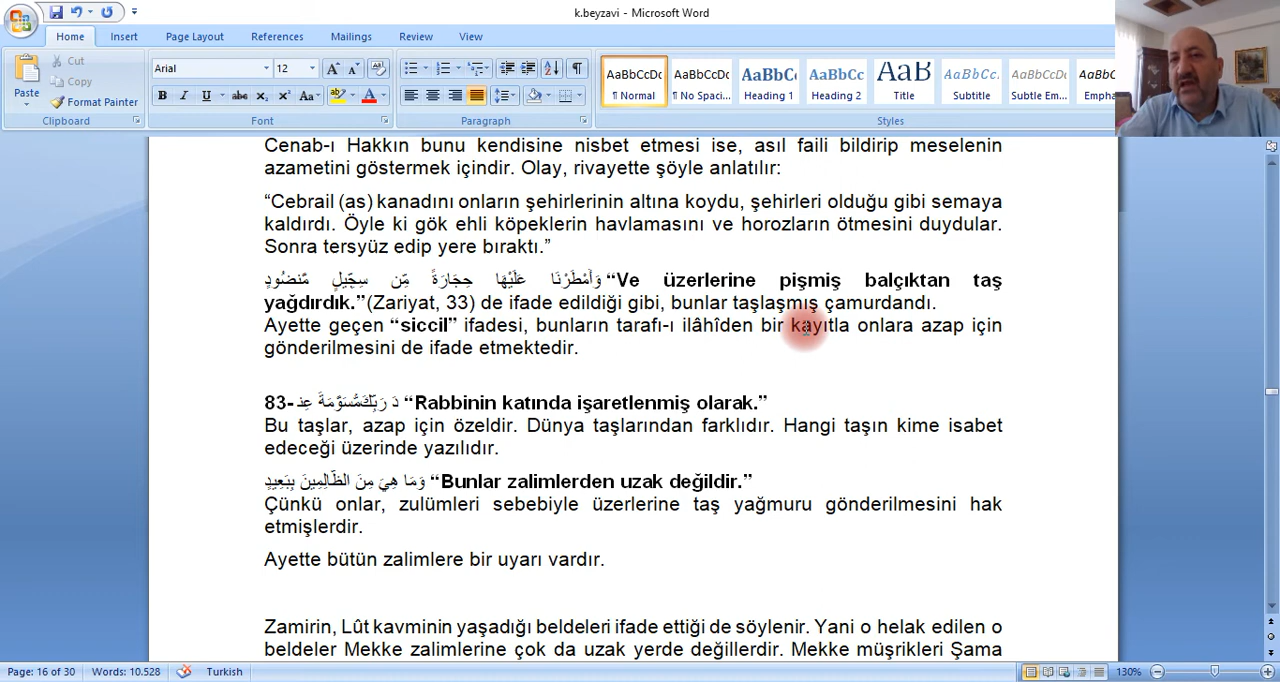 k.beyzavi - Microsoft Word
Home Insert Page Layout References Mailings Review View
Paste
Cut
Copy
Format Painter
Clipboard
Arial 12
Font
Paragraph
AaBbCcDc AaBbCcDc AaBbC AaBbCc AaB AaBbCc. AaBbCcDc AaBbC
¶ Normal ¶ No Spaci... Heading 1 Heading 2 Title Subtitle Subtle Em... Empha
Styles
Cenab-ı Hakkın bunu kendisine nisbet etmesi ise, asıl faili bildirip meselenin
azametini göstermek içindir. Olay, rivayette şöyle anlatılır:
“Cebrail (as) kanadını onların şehirlerinin altına koydu, şehirleri olduğu gibi semaya
kaldırdı. Öyle ki gök ehli köpeklerin havlamasını ve horozların ötmesini duydular.
Sonra tersyüz edip yere bıraktı.”
وَأَمْطَرْنَا عَلَيْهَا حِجَارَةً مِّن سِجِّيلٍ مَّنضُودٍ “Ve üzerlerine pişmiş balçıktan taş
yağdırdık.”(Zariyat, 33) de ifade edildiği gibi, bunlar taşlaşmış çamurdandı.
Ayette geçen “siccil” ifadesi, bunların tarafı-ı ilâhîden bir kayıtla onlara azap için
gönderilmesini de ifade etmektedir.
83- دَ رَبِّكَمُّسَوَّمَةً عِند “Rabbinin katında işaretlenmiş olarak.”
Bu taşlar, azap için özeldir. Dünya taşlarından farklıdır. Hangi taşın kime isabet
edeceği üzerinde yazılıdır.
وَمَا هِيَ مِنَ الظَّالِمِينَ بِبَعِيدٍ “Bunlar zalimlerden uzak değildir.”
Çünkü onlar, zulümleri sebebiyle üzerlerine taş yağmuru gönderilmesini hak
etmişlerdir.
Ayette bütün zalimlere bir uyarı vardır.
Zamirin, Lût kavminin yaşadığı beldeleri ifade ettiği de söylenir. Yani o helak edilen o
beldeler Mekke zalimlerine çok da uzak yerde değillerdir. Mekke müşrikleri Şama
Page: 16 of 30 Words: 10.528 Turkish 130%